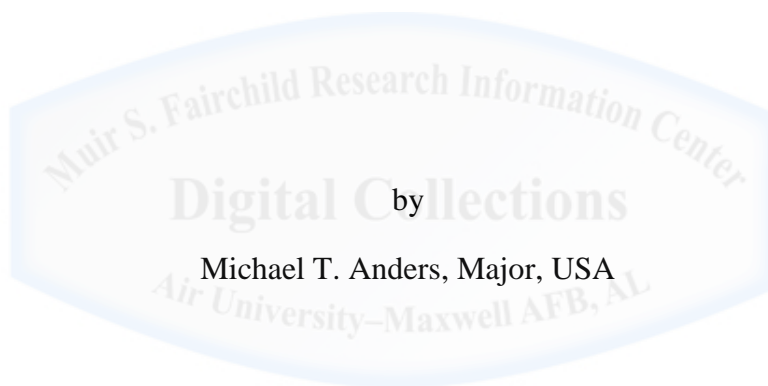 Muir S. Fairchild Research Information Center
Digital Collections
by
Michael T. Anders, Major, USA
Air University–Maxwell AFB, AL